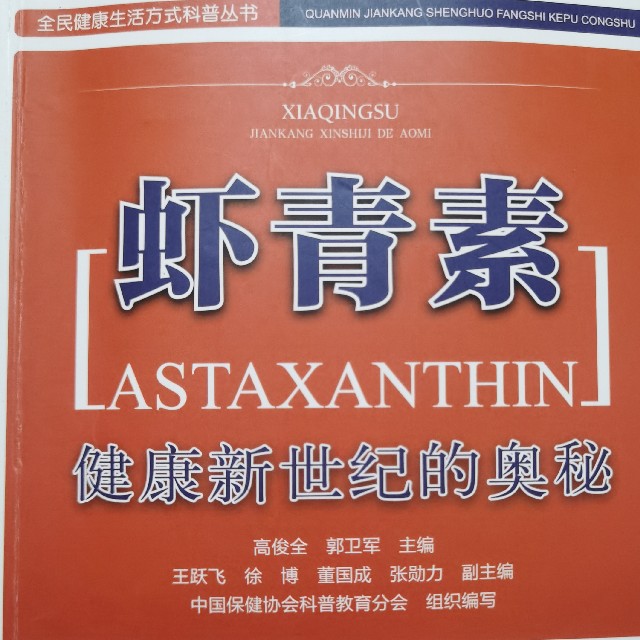 全民健康生活方式科普丛书
QUANMIN JIANKANG SHENGHUO FANGSHI KEPU CONGSHU
XIAQINGSU
JIANKANG XINSHIJI DE AOMI
虾青素
[ASTAXANTHIN]
健康新世纪的奥秘
高俊全 郭卫军 主编
王跃飞 徐博 董国成 张勋力 副主编
中国保健协会科普教育分会 组织编写